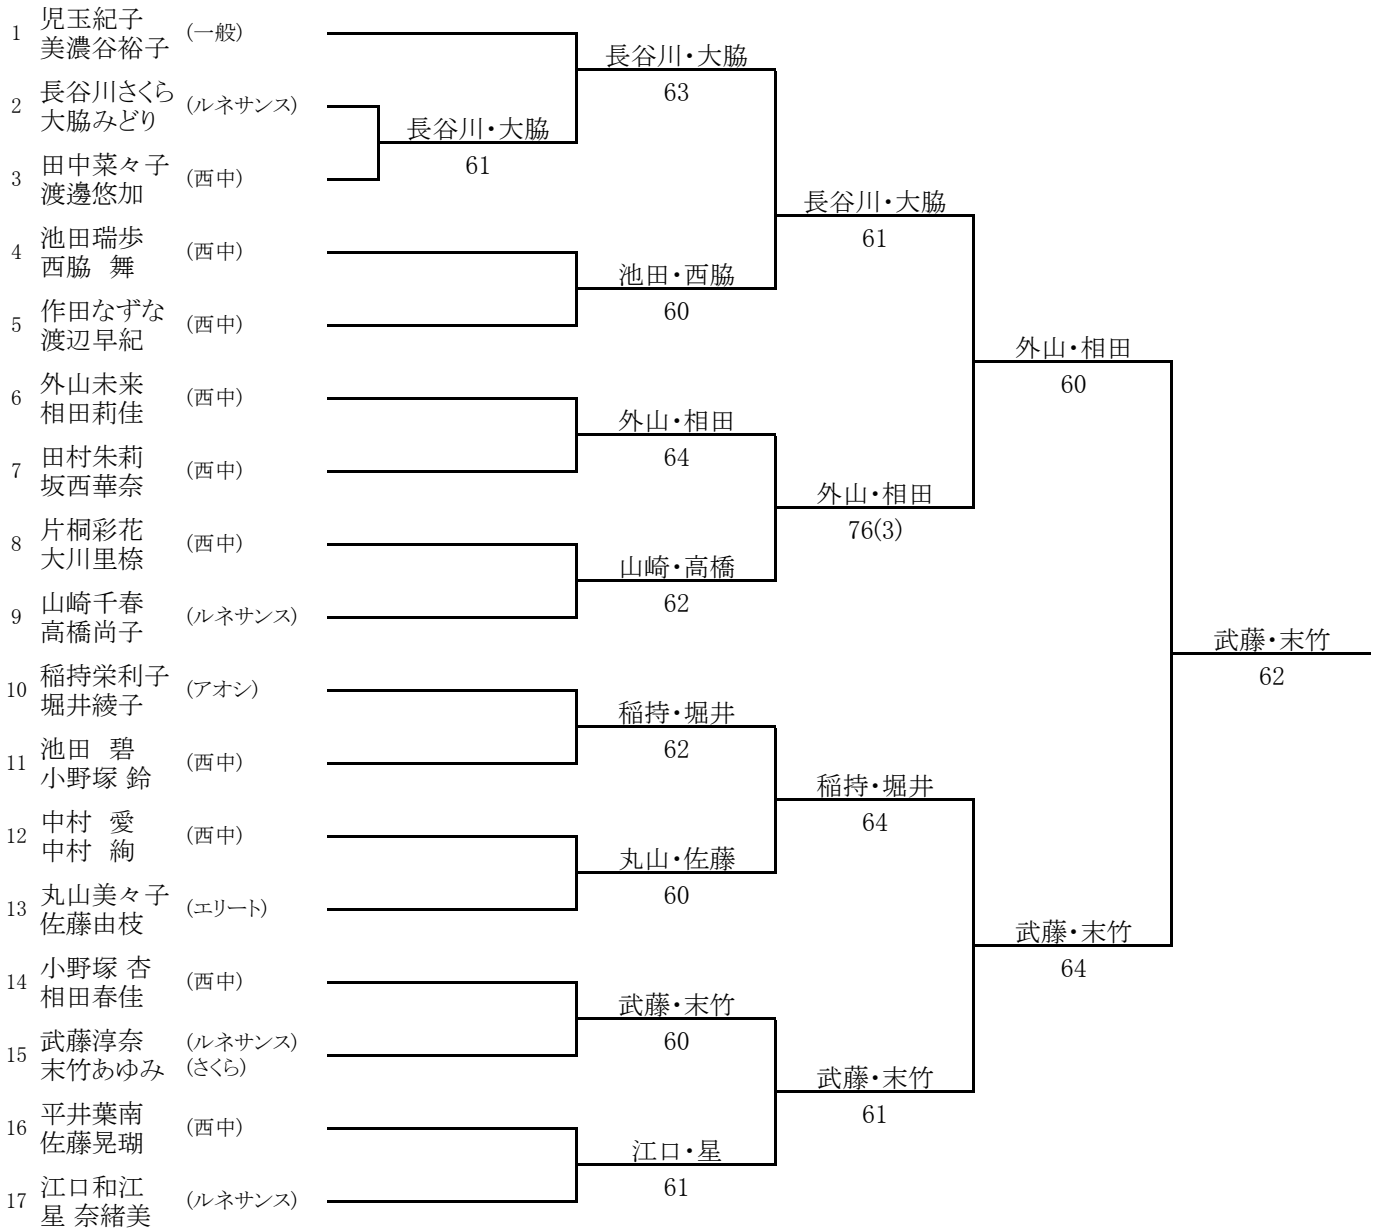 1 児玉紀子 (一般)
美濃谷裕子
長谷川・大脇
63
2 長谷川さくら (ルネサンス)
大脇みどり
長谷川・大脇
61
3 田中菜々子 (西中)
渡邊悠加
長谷川・大脇
61
4 池田瑞歩 (西中)
西脇 舞
池田・西脇
60
5 作田なずな (西中)
渡辺早紀
外山・相田
60
6 外山未来 (西中)
相田莉佳
外山・相田
64
7 田村朱莉 (西中)
坂西華奈
外山・相田
76(3)
8 片桐彩花 (西中)
大川里椋
山崎・高橋
62
9 山崎千春 (ルネサンス)
高橋尚子
武藤・末竹
62
10 稲持栄利子 (アオシ)
堀井綾子
稲持・堀井
62
11 池田 碧 (西中)
小野塚 鈴
稲持・堀井
64
12 中村 愛 (西中)
中村 絢
丸山・佐藤
60
13 丸山美々子 (エリート)
佐藤由枝
武藤・末竹
64
14 小野塚 杏 (西中)
相田春佳
武藤・末竹
60
15 武藤淳奈 (ルネサンス)
末竹あゆみ (さくら)
武藤・末竹
61
16 平井葉南 (西中)
佐藤晃瑚
江口・星
61
17 江口和江 (ルネサンス)
星 奈緒美